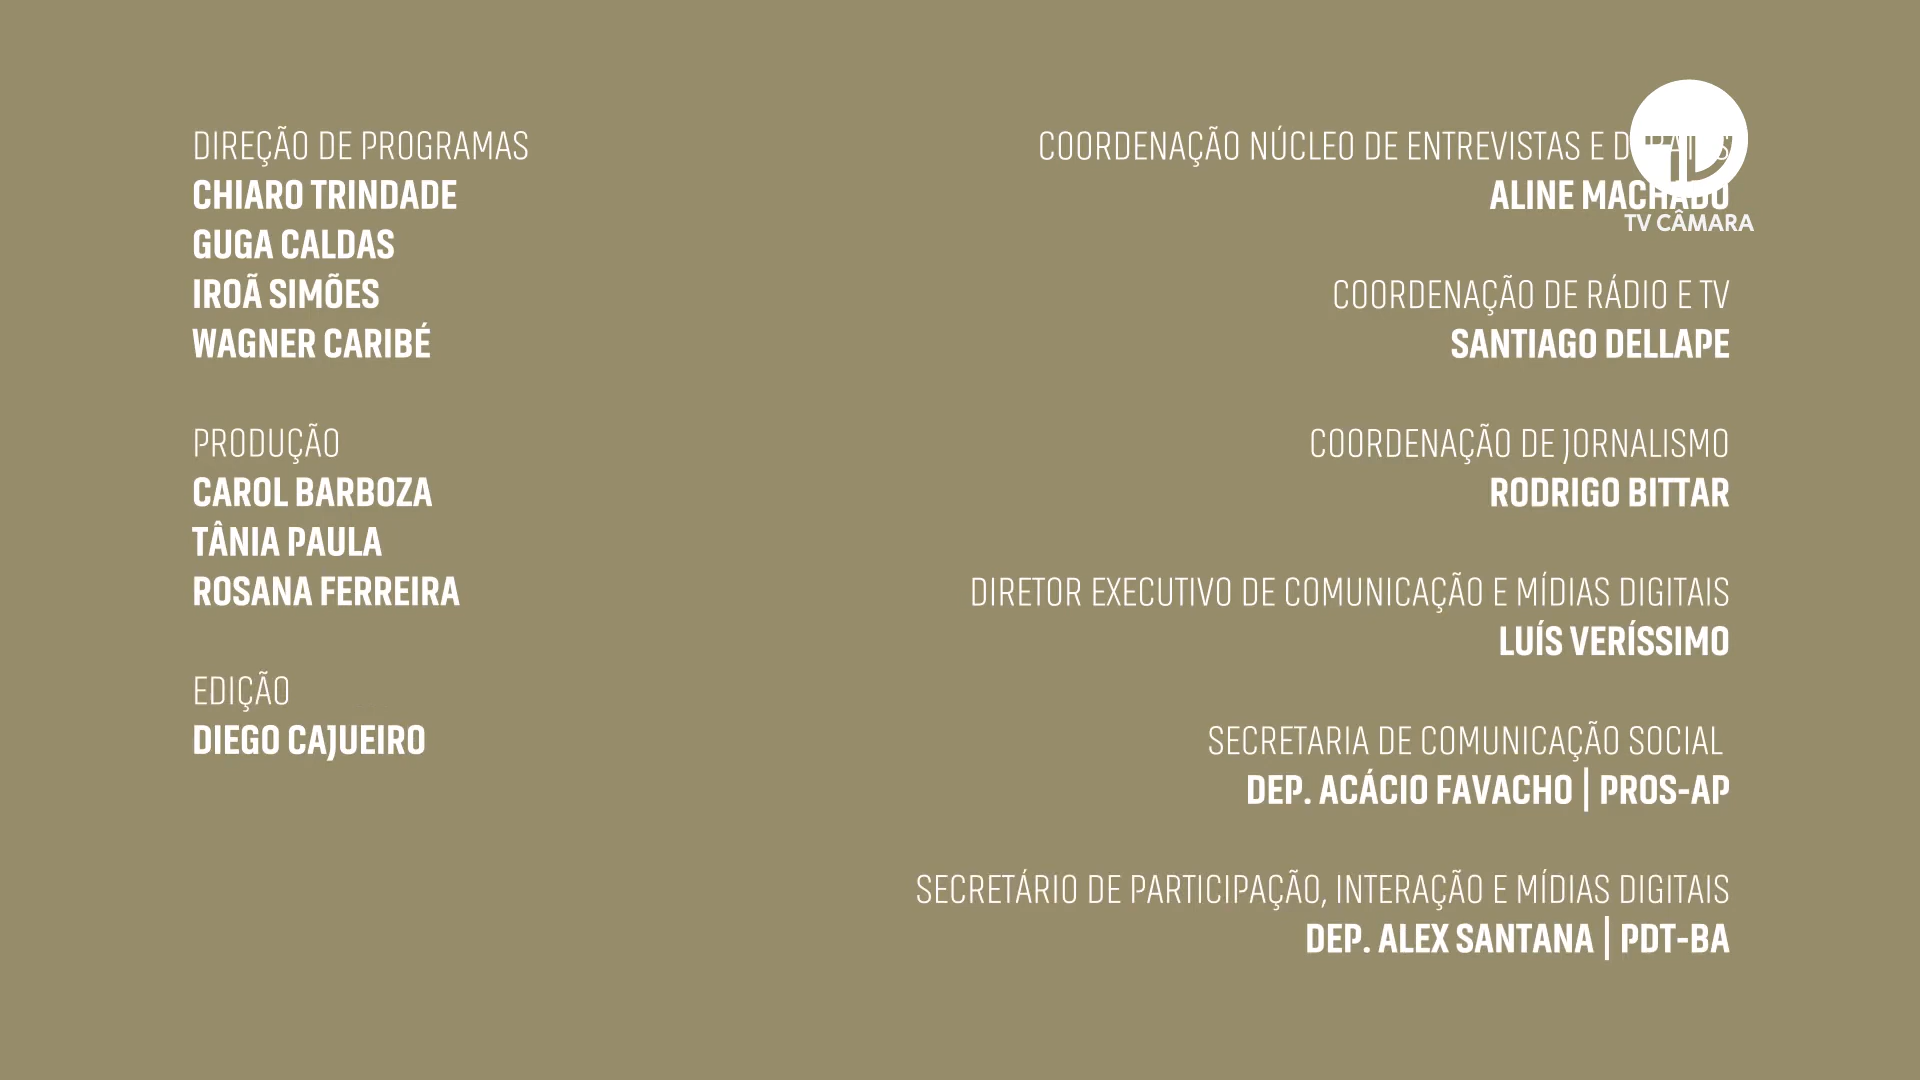 DIREÇÃO DE PROGRAMAS
CHIARO TRINDADE
GUGA CALDAS
IROÃ SIMÕES
WAGNER CARIBÉ
PRODUÇÃO
CAROL BARBOZA
TÂNIA PAULA
ROSANA FERREIRA
EDIÇÃO
DIEGO CAJUEIRO
COORDENAÇÃO NÚCLEO DE ENTREVISTAS E
ALINE MACHADO
TV CÂMARA
COORDENAÇÃO DE RÁDIO E TV
SANTIAGO DELLAPE
COORDENAÇÃO DE JORNALISMO
RODRIGO BITTAR
DIRETOR EXECUTIVO DE COMUNICAÇÃO E MÍDIAS DIGITAIS
LUÍS VERÍSSIMO
SECRETARIA DE COMUNICAÇÃO SOCIAL
DEP. ACÁCIO FAVACHO | PROS-AP
SECRETÁRIO DE PARTICIPAÇÃO, INTERAÇÃO E MÍDIAS DIGITAIS
DEP. ALEX SANTANA | PDT-BA